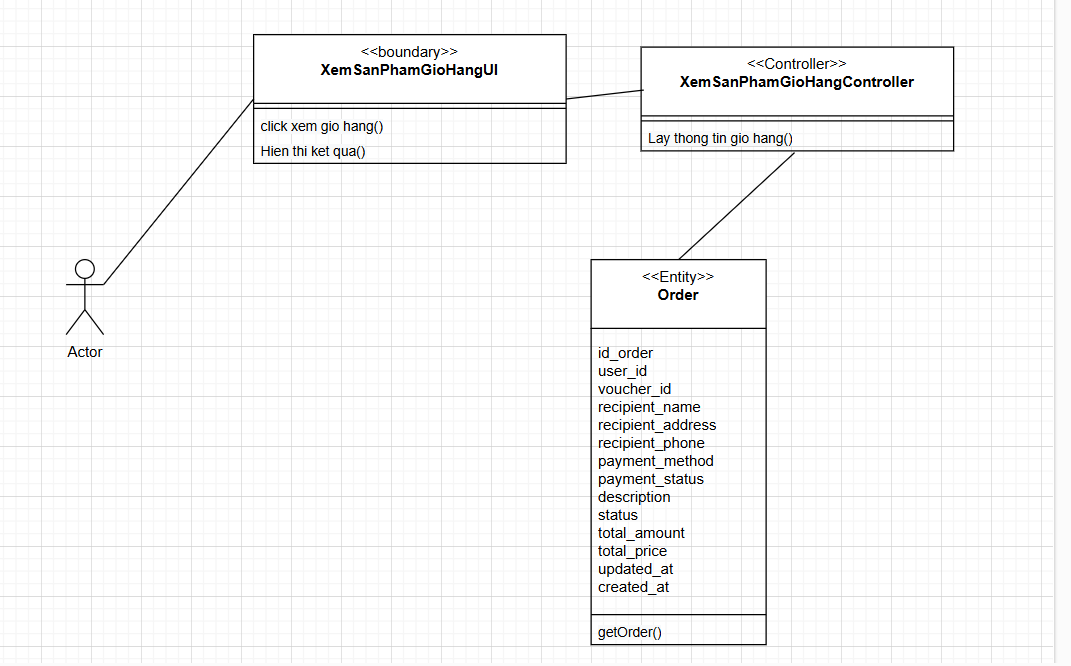 <<boundary>>
XemSanPhamGioHangUI
click xem gio hang()
Hien thi ket qua()
<<Controller>>
XemSanPhamGioHangController
Lay thong tin gio hang()
Actor
<<Entity>>
Order
id_order
user_id
voucher_id
recipient_name
recipient_address
recipient_phone
payment_method
payment_status
description
status
total_amount
total_price
updated_at
created_at
getOrder()